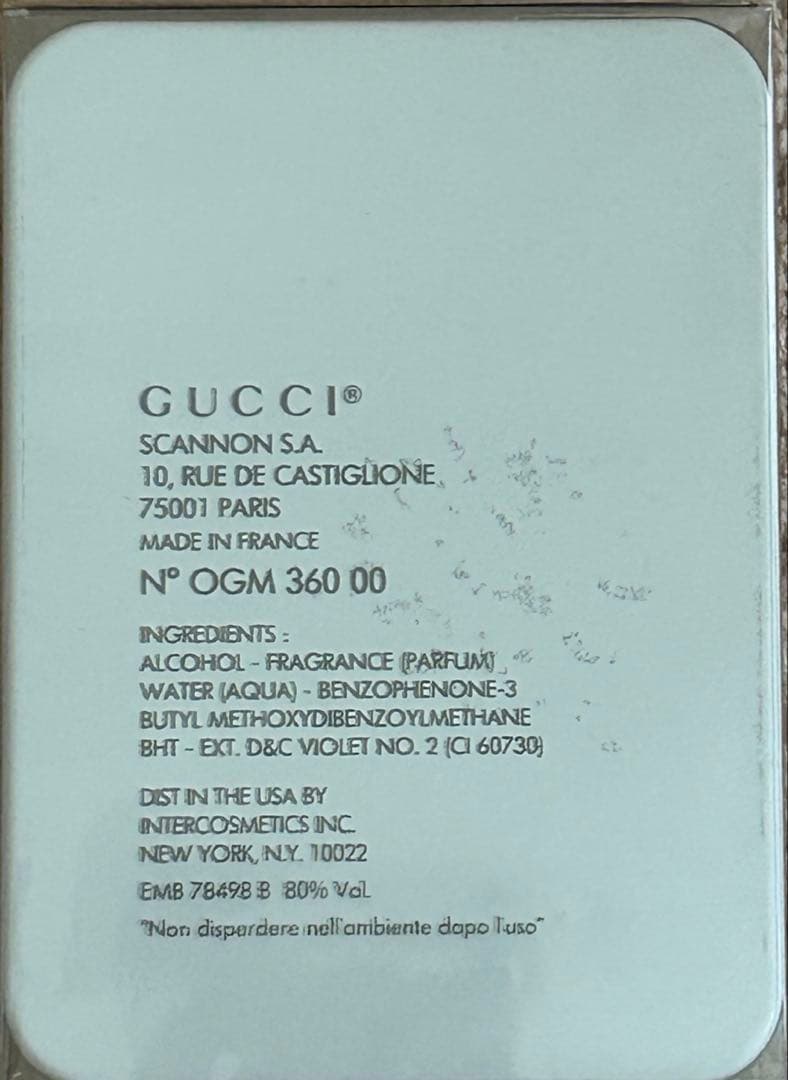 GUCCI®
SCANNON S.A.
10, RUE DE CASTIGLIONE
75001 PARIS
MADE IN FRANCE
N° OGM 360 00
INGREDIENTS :
ALCOHOL - FRAGRANCE (PARFUM)
WATER (AQUA) - BENZOPHENONE-3
BUTYL METHOXYDIBENZOYLMETHANE
BHT - EXT. D&C VIOLET NO. 2 (CI 60730)
DIST IN THE USA BY
INTERCOSMETICS INC.
NEW YORK, N.Y. 10022
EMB 78498 B 80% Vol.
"Non disperdere nell'ambiente dopo l'uso"